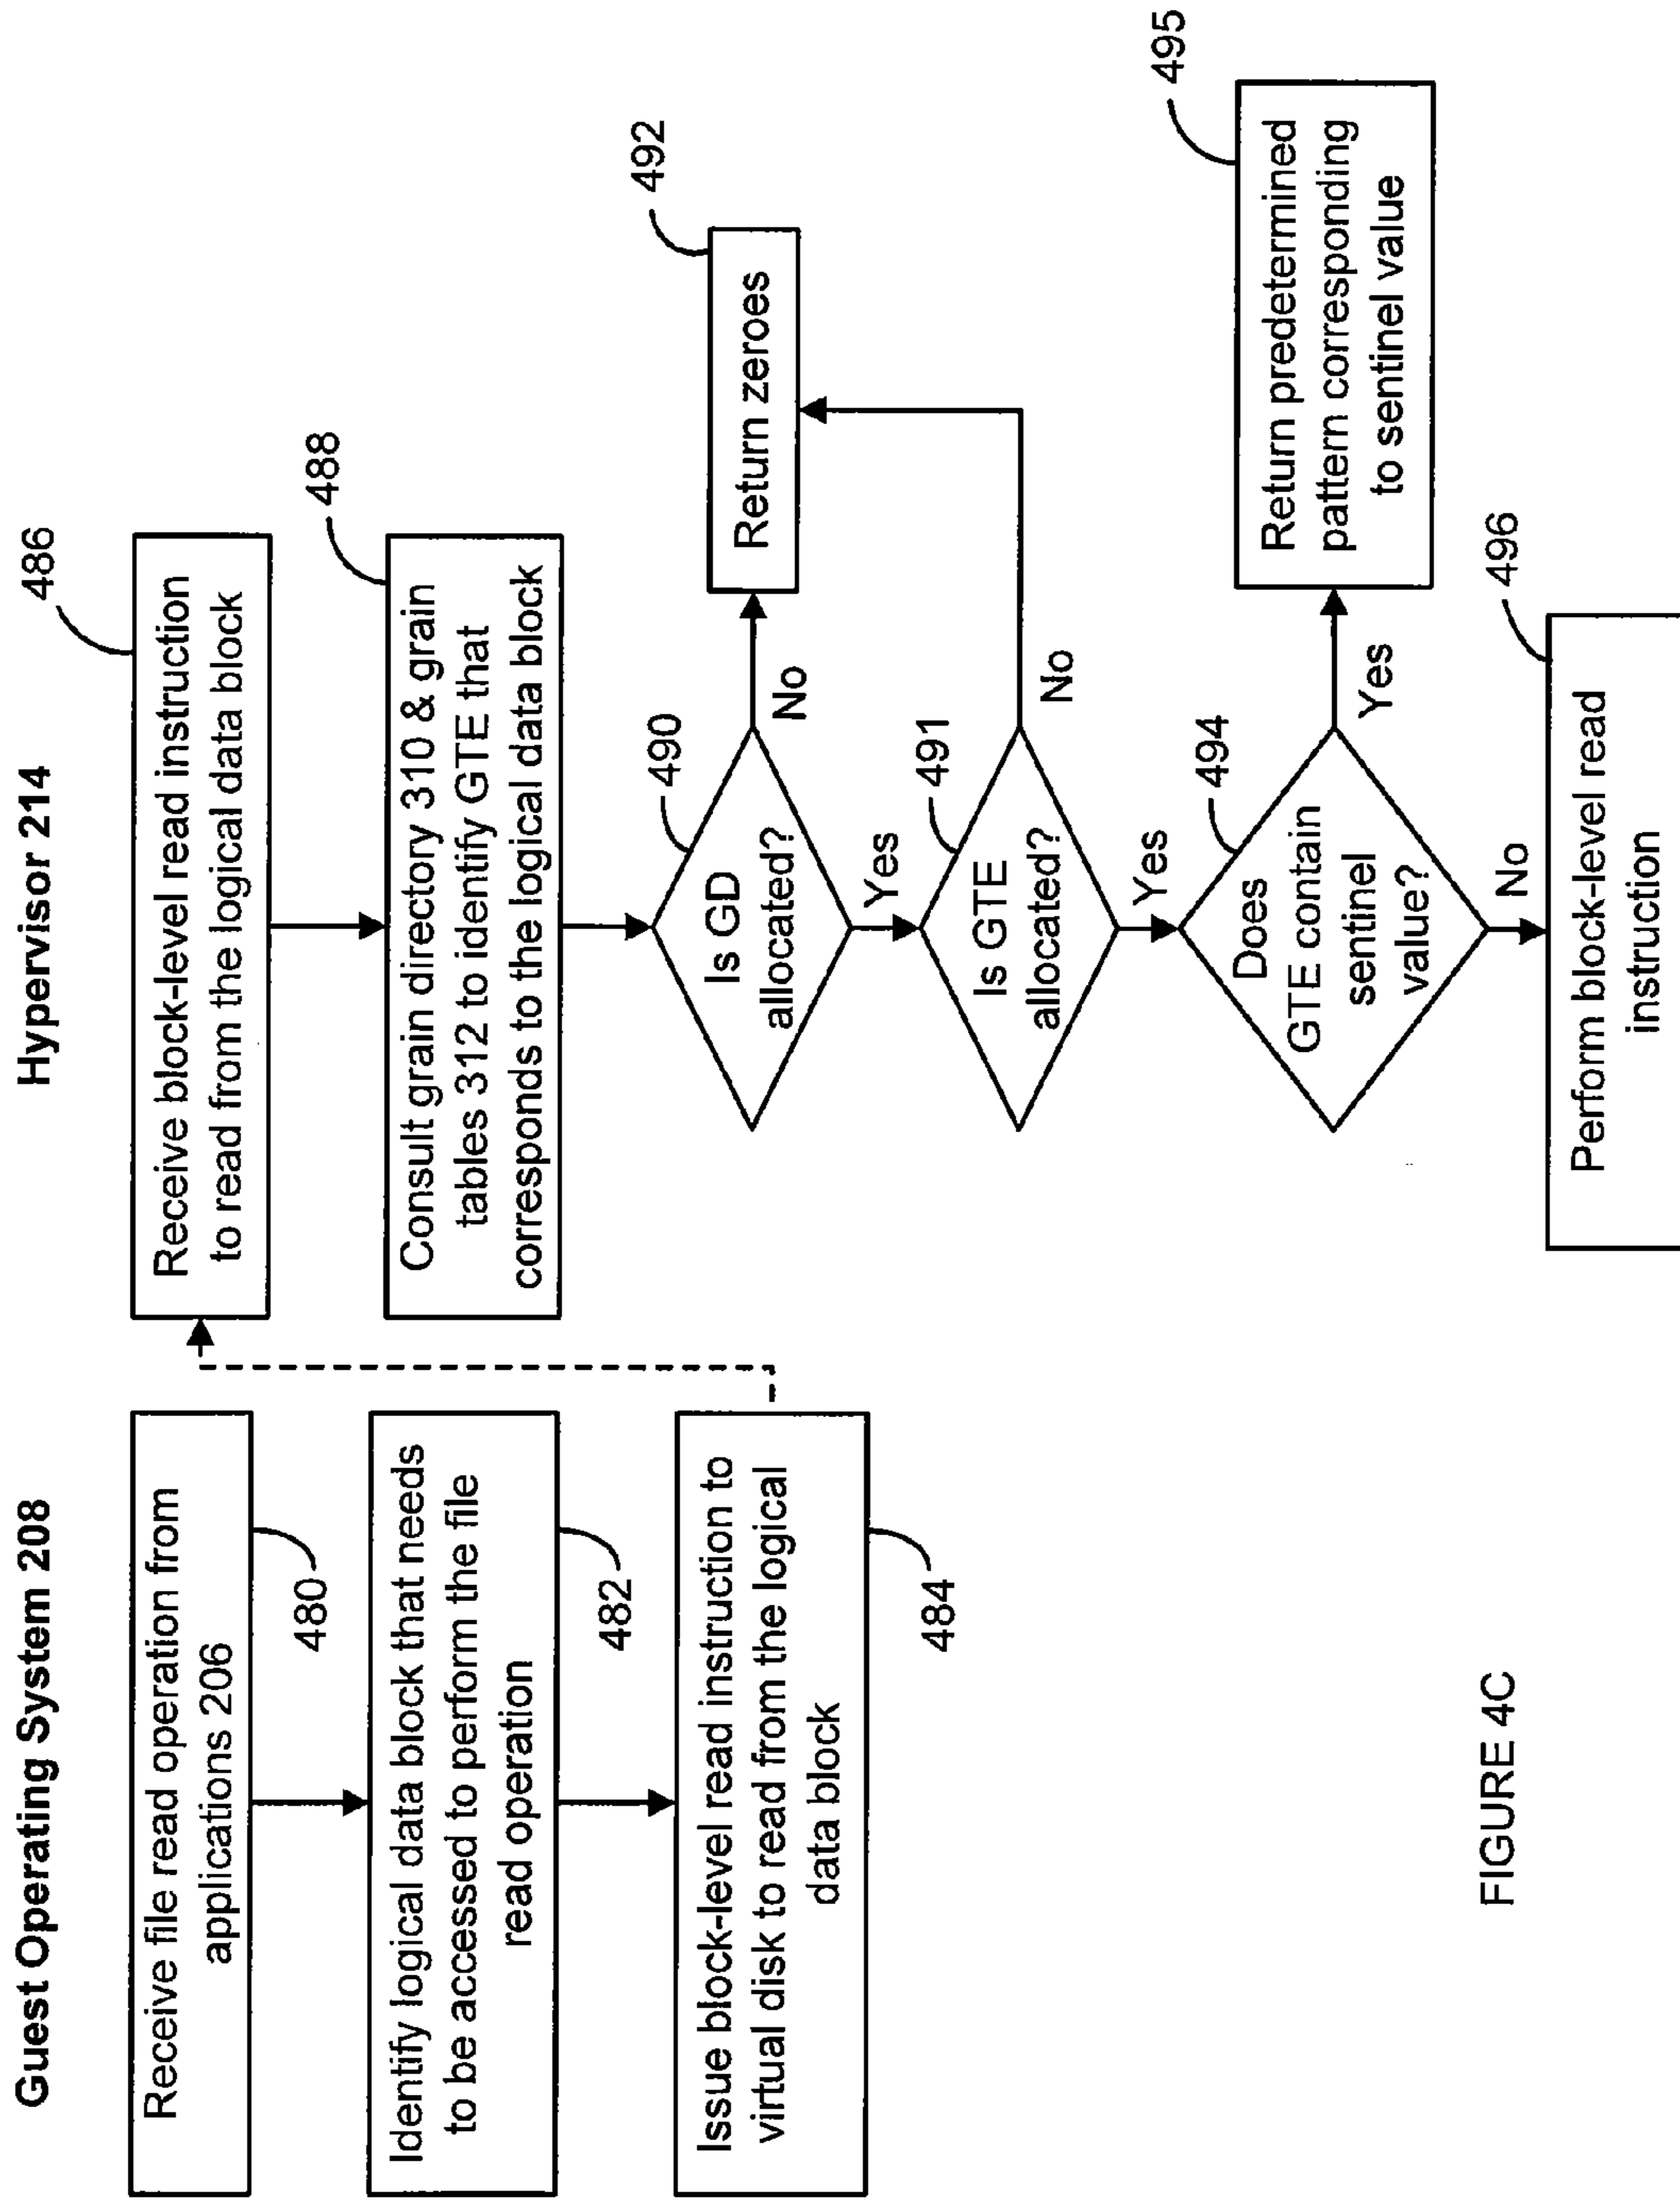 Guest Operating System 208
Receive file read operation from
applications 206
480
Identify logical data block that needs
to be accessed to perform the file
read operation
482
Issue block-level read instruction to
virtual disk to read from the logical
data block
484
Hypervisor 214
486
Receive block-level read instruction
to read from the logical data block
488
Consult grain directory 310 & grain
tables 312 to identify GTE that
corresponds to the logical data block
490
Is GD
allocated?
No
492
Return zeroes
Yes
491
Is GTE
allocated?
No
Yes
494
Does
GTE contain
sentinel
value?
Yes
495
Return predetermined
pattern corresponding
to sentinel value
No
496
Perform block-level read
instruction
FIGURE 4C